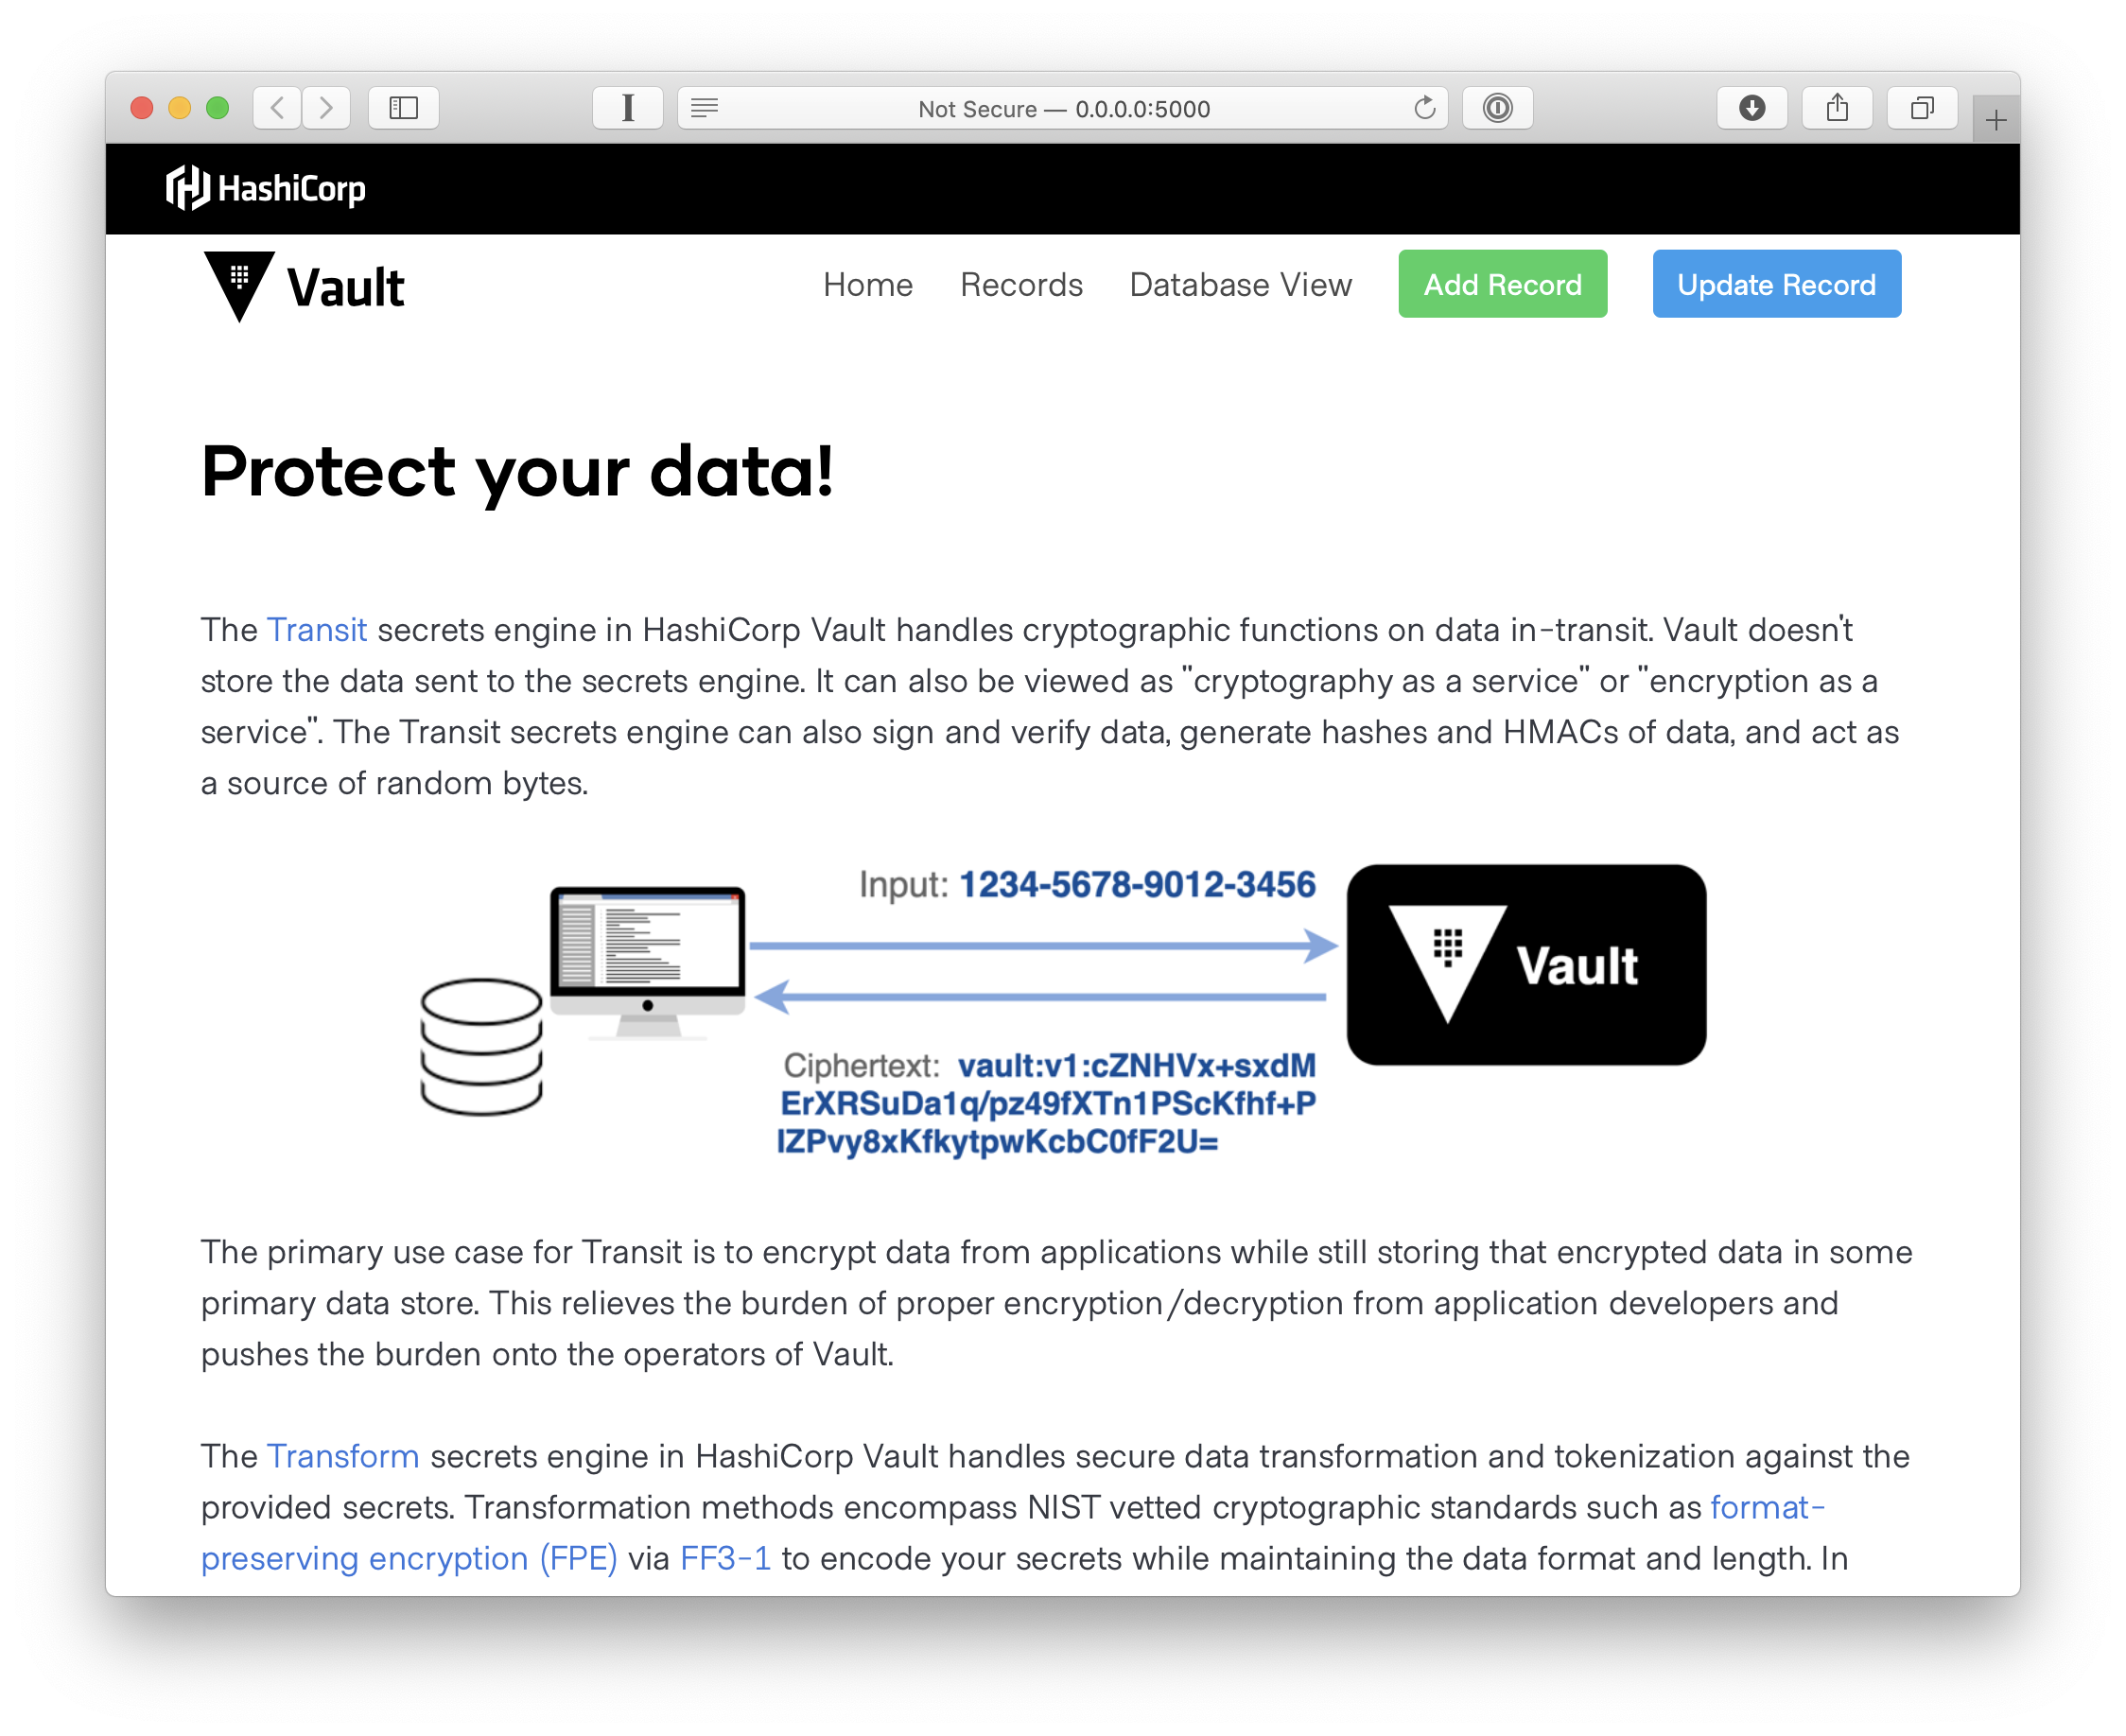 Not Secure — 0.0.0.0:5000
HashiCorp
Vault
Home Records Database View Add Record Update Record
Protect your data!
The Transit secrets engine in HashiCorp Vault handles cryptographic functions on data in-transit. Vault doesn't
store the data sent to the secrets engine. It can also be viewed as "cryptography as a service" or "encryption as a
service". The Transit secrets engine can also sign and verify data, generate hashes and HMACs of data, and act as
a source of random bytes.
Input: 1234-5678-9012-3456
Vault
Ciphertext: vault:v1:cZNHVx+sxdM
ErXRSuDa1q/pz49fXTn1PScKfhf+P
IZPvy8xKfkytpwKcbC0fF2U=
The primary use case for Transit is to encrypt data from applications while still storing that encrypted data in some
primary data store. This relieves the burden of proper encryption/decryption from application developers and
pushes the burden onto the operators of Vault.
The Transform secrets engine in HashiCorp Vault handles secure data transformation and tokenization against the
provided secrets. Transformation methods encompass NIST vetted cryptographic standards such as format-
preserving encryption (FPE) via FF3-1 to encode your secrets while maintaining the data format and length. In